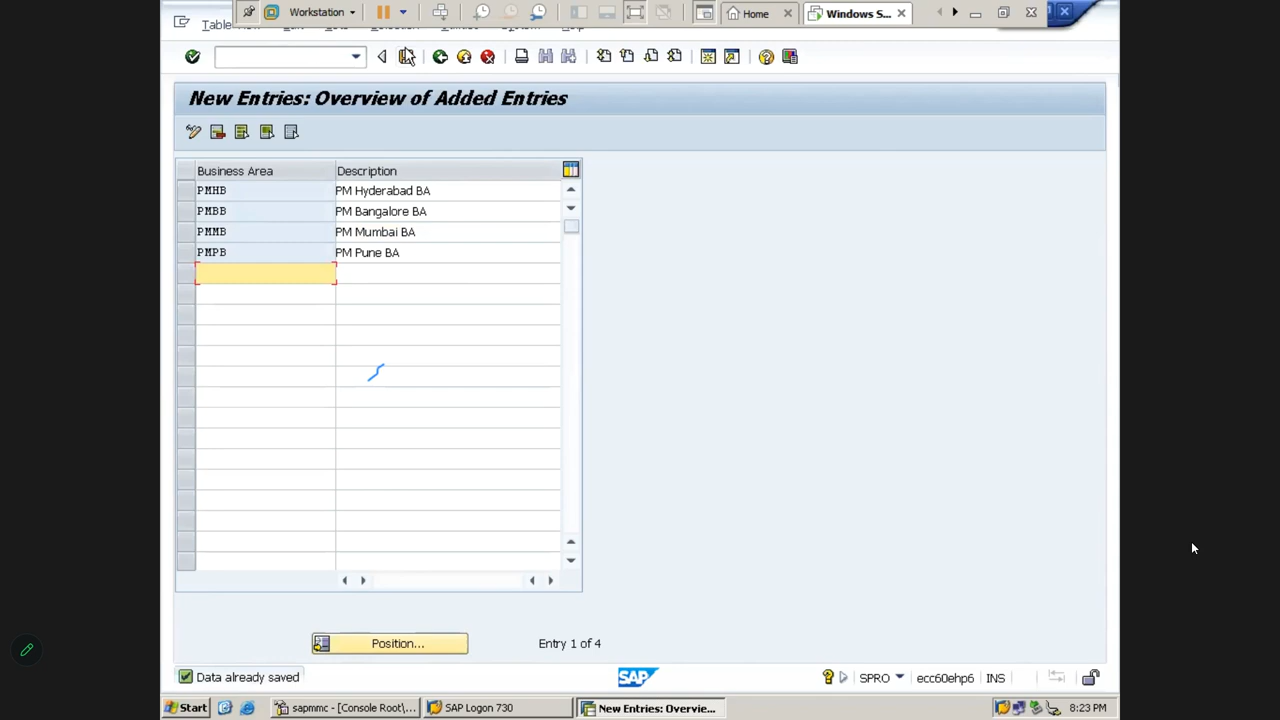 Workstation
Home
Windows S...
Table
New Entries: Overview of Added Entries
Business Area Description
PMHB PM Hyderabad BA
PMBB PM Bangalore BA
PMMB PM Mumbai BA
PMPB PM Pune BA
Position...
Entry 1 of 4
Data already saved
SAP
SPRO
ecc60ehp6
INS
Start
sapmmc - [Console Root\...
SAP Logon 730
New Entries: Overvie...
8:23 PM